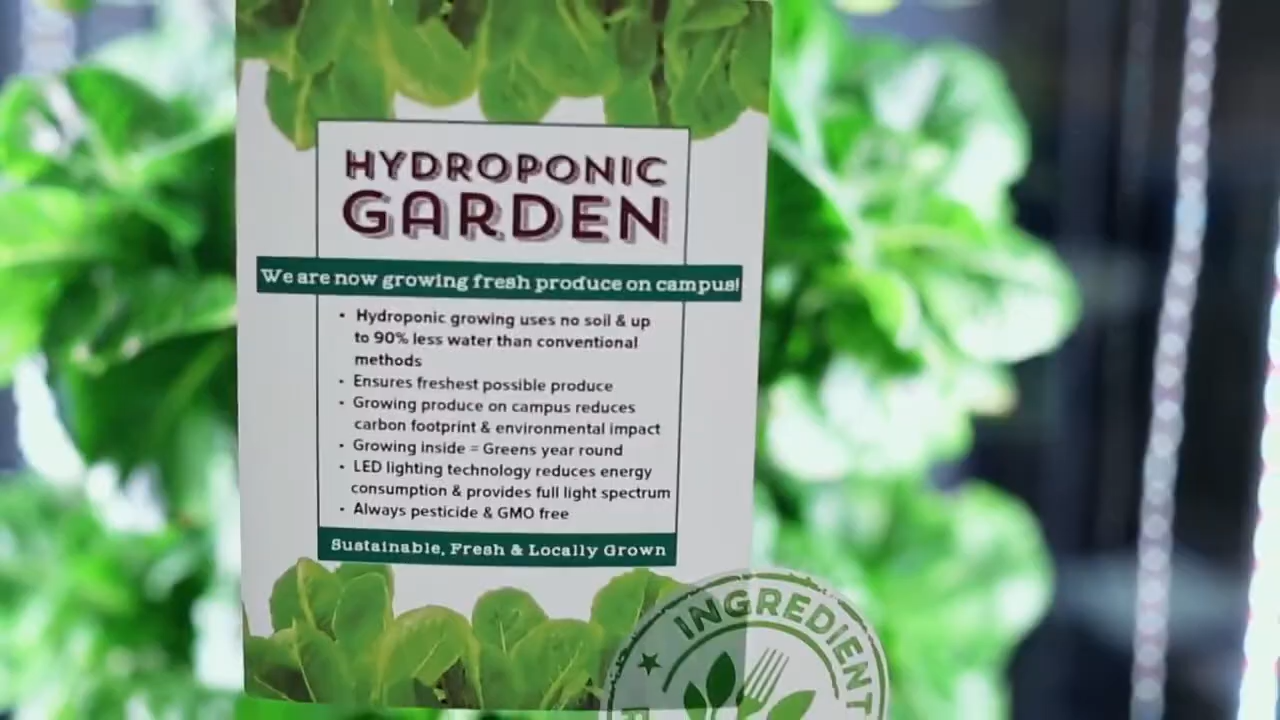 HYDROPONIC
GARDEN
We are now growing fresh produce on campus!
• Hydroponic growing uses no soil & up
to 90% less water than conventional
methods
• Ensures freshest possible produce
• Growing produce on campus reduces
carbon footprint & environmental impact
• Growing inside = Greens year round
• LED lighting technology reduces energy
consumption & provides full light spectrum
• Always pesticide & GMO free
Sustainable, Fresh & Locally Grown
INGREDIENT